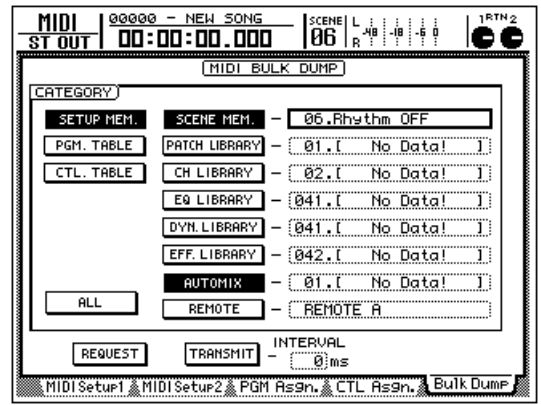 MIDI 00000 - NEW SONG SCENE L 1 RTN 2
ST OUT 00:00:00.000 06 R -48 -18 -6 0
MIDI BULK DUMP
CATEGORY
SETUP MEM. SCENE MEM. - 06.Rhythm OFF
PGM. TABLE PATCH LIBRARY - 01.[ No Data! ]
CTL. TABLE CH LIBRARY - 02.[ No Data! ]
EQ LIBRARY - 041.[ No Data! ]
DYN. LIBRARY - 041.[ No Data! ]
EFF. LIBRARY - 042.[ No Data! ]
AUTOMIX - 01.[ No Data! ]
ALL REMOTE - REMOTE A
INTERVAL
REQUEST TRANSMIT - 0 ms
MIDI Setup1 MIDI Setup2 PGM Asgn. CTL Asgn. Bulk Dump